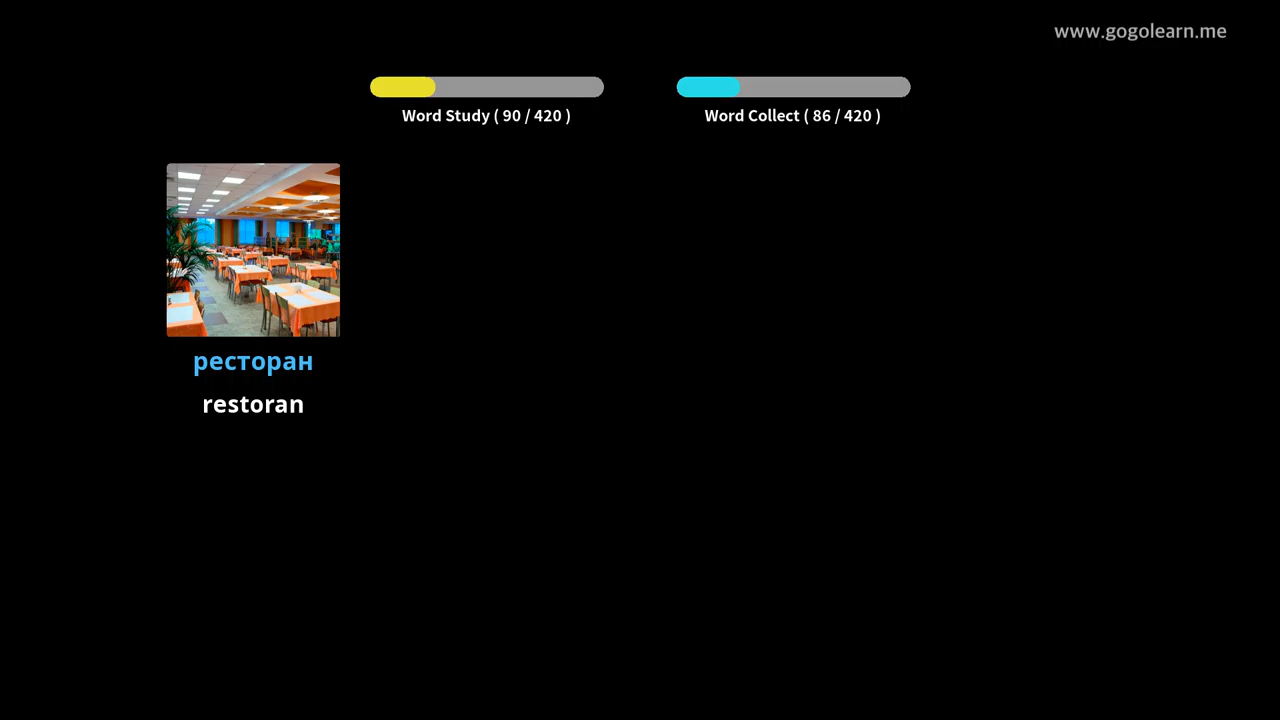 www.gogolearn.me
Word Study ( 90 / 420 )
Word Collect ( 86 / 420 )
ресторан
restoran